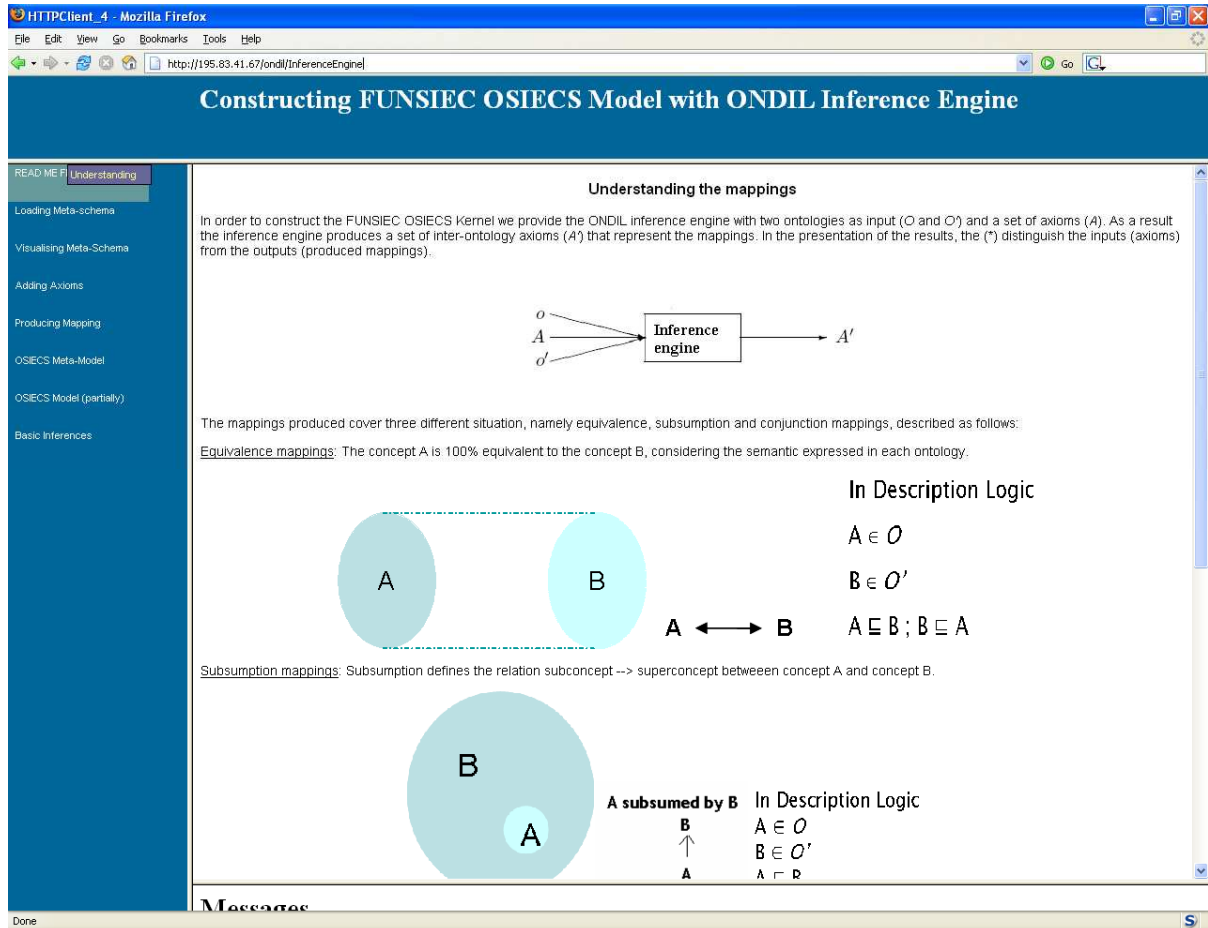 HTTPClient_4 - Mozilla Firefox
File Edit View Go Bookmarks Tools Help
http://195.83.41.67/ondil/InferenceEngine Go G
Constructing FUNSIEC OSIECS Model with ONDIL Inference Engine
READ ME F Understanding
Loading Meta-schema
Visualising Meta-Schema
Adding Axioms
Producing Mapping
OSIECS Meta-Model
OSIECS Model (partially)
Basic Inferences
Understanding the mappings
In order to construct the FUNSIEC OSIECS Kernel we provide the ONDIL inference engine with two ontologies as input (O and O') and a set of axioms (A). As a result
the inference engine produces a set of inter-ontology axioms (A') that represent the mappings. In the presentation of the results, the (*) distinguish the inputs (axioms)
from the outputs (produced mappings).
o
A
o'
Inference
engine
A'
The mappings produced cover three different situation, namely equivalence, subsumption and conjunction mappings, described as follows:
Equivalence mappings: The concept A is 100% equivalent to the concept B, considering the semantic expressed in each ontology.
A
B
A ↔ B
In Description Logic
A ∈ O
B ∈ O'
A ⊑ B ; B ⊑ A
Subsumption mappings: Subsumption defines the relation subconcept --> superconcept betweeen concept A and concept B.
B
A
A subsumed by B
B
↑
A
In Description Logic
A ∈ O
B ∈ O'
A ⊑ B
Messages
Done
S